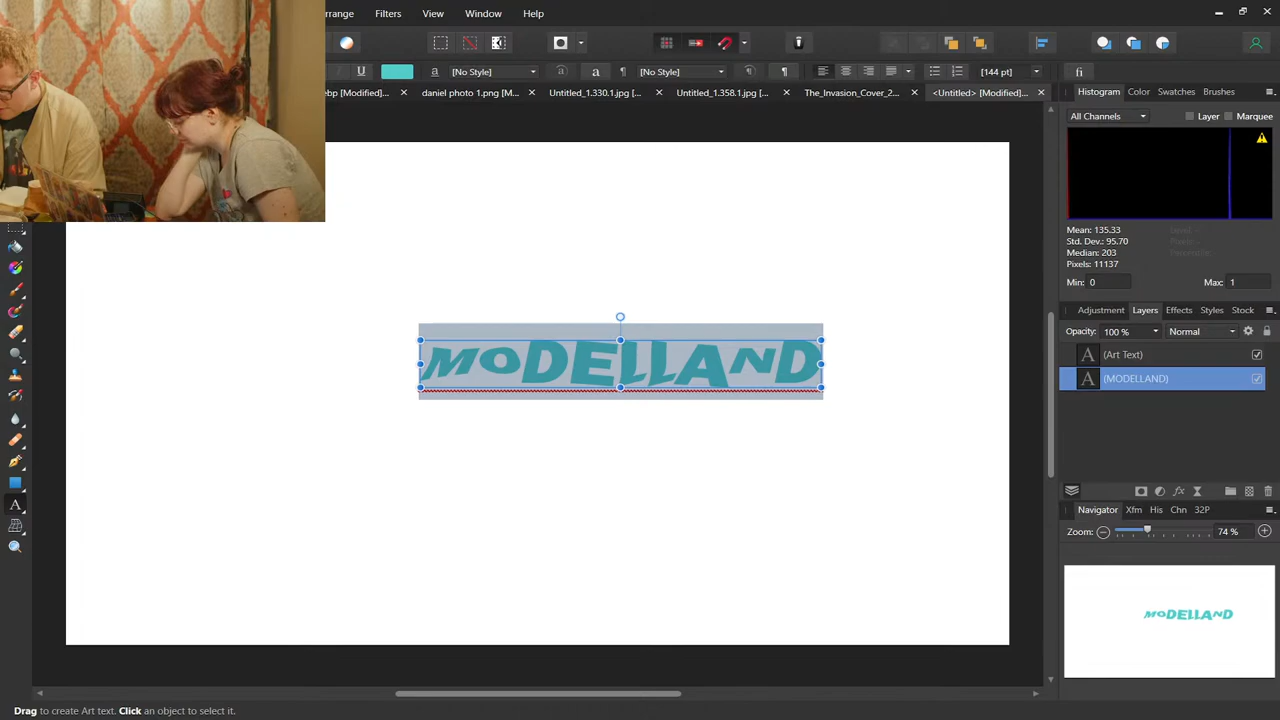 rrange Filters View Window Help
U a [No Style] a a ¶ [No Style] ¶ ¶ [144 pt] fi
ebp [Modified]... daniel photo 1.png [M... Untitled_1.330.1.jpg [... Untitled_1.358.1.jpg [... The_Invasion_Cover_2... <Untitled> [Modified]...
Histogram Color Swatches Brushes
All Channels Layer Marquee
Mean: 135.33
Std. Dev.: 95.70
Median: 203
Pixels: 11137
Min: 0 Max: 1
Adjustment Layers Effects Styles Stock
Opacity: 100 % Normal
A (Art Text)
A (MODELLAND)
MODELLAND
A
fx
Navigator Xfm His Chn 32P
Zoom: 74 %
MODELLAND
Drag to create Art text. Click an object to select it.